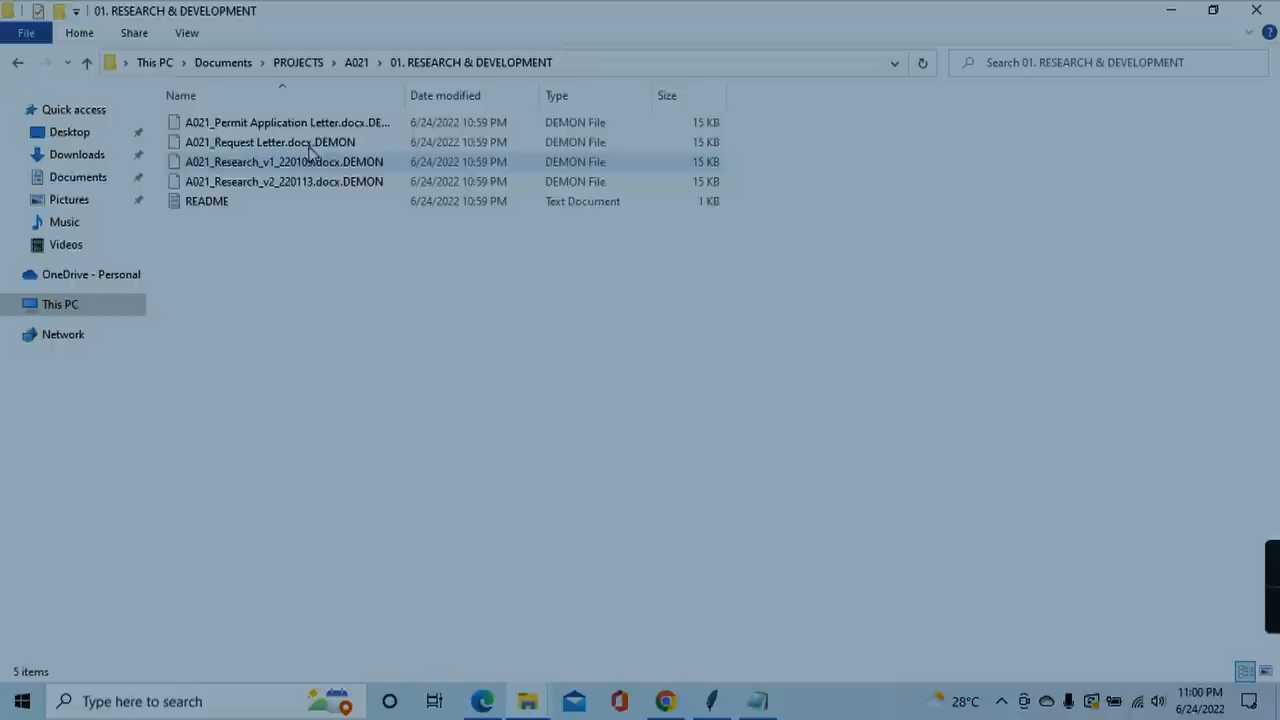 01. RESEARCH & DEVELOPMENT
File Home Share View
This PC Documents PROJECTS A021 01. RESEARCH & DEVELOPMENT
Search 01. RESEARCH & DEVELOPMENT
Name Date modified Type Size
A021_Permit Application Letter.docx.DE... 6/24/2022 10:59 PM DEMON File 15 KB
A021_Request Letter.docx.DEMON 6/24/2022 10:59 PM DEMON File 15 KB
6/24/2022 10:59 PM DEMON File 15 KB
A021_Research_v2_220113.docx.DEMON 6/24/2022 10:59 PM DEMON File 15 KB
README 6/24/2022 10:59 PM Text Document 1 KB
Quick access
Desktop
Downloads
Documents
Pictures
Music
Videos
OneDrive - Personal
This PC
Network
5 items
Type here to search
28°C
11:00 PM
6/24/2022